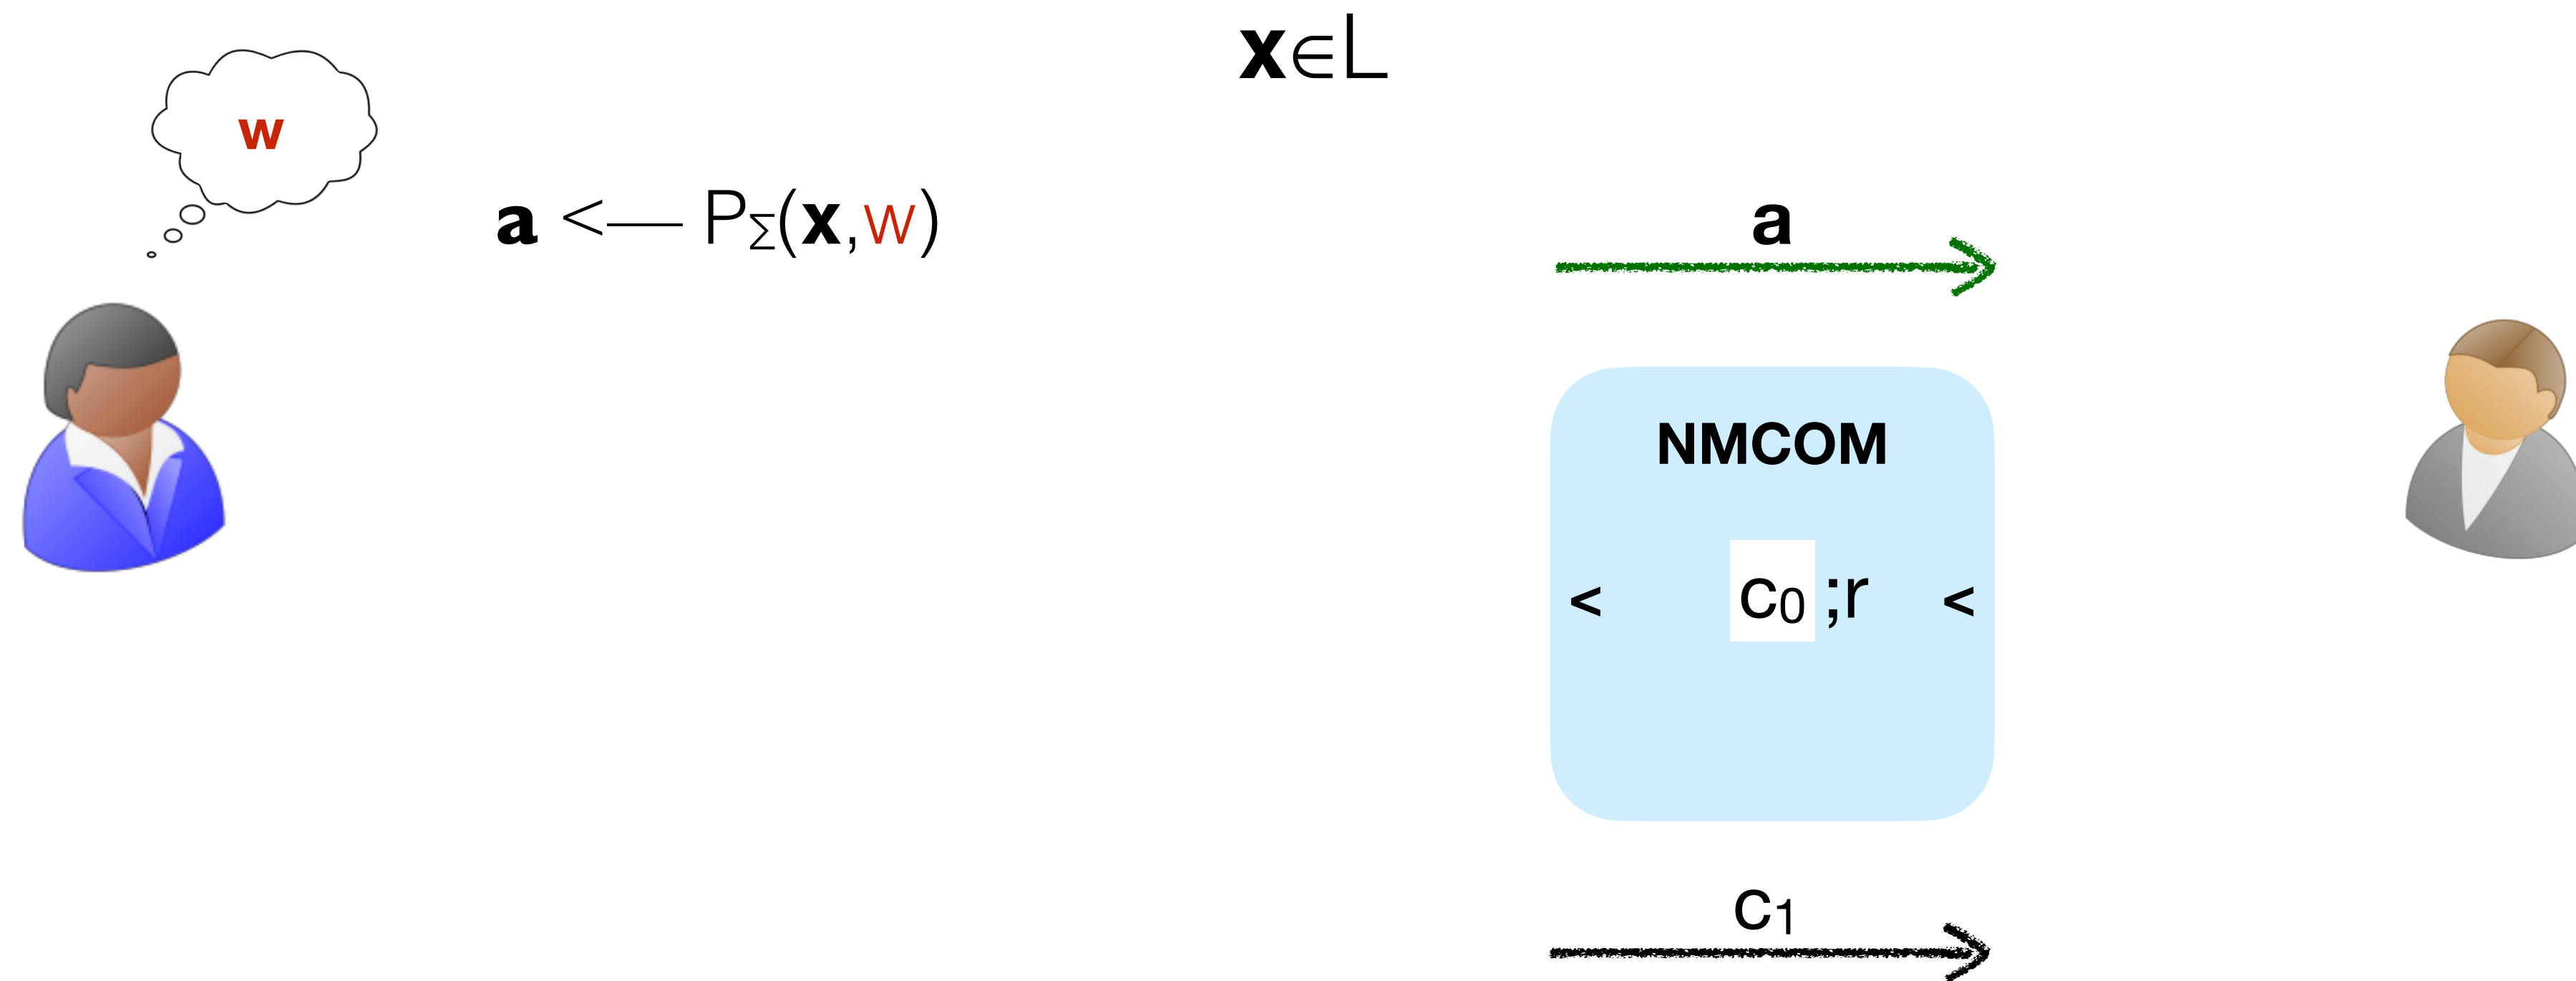 x∈L
w
a <— PΣ(x,w)
a
NMCOM
< c₀ ;r <
c₁